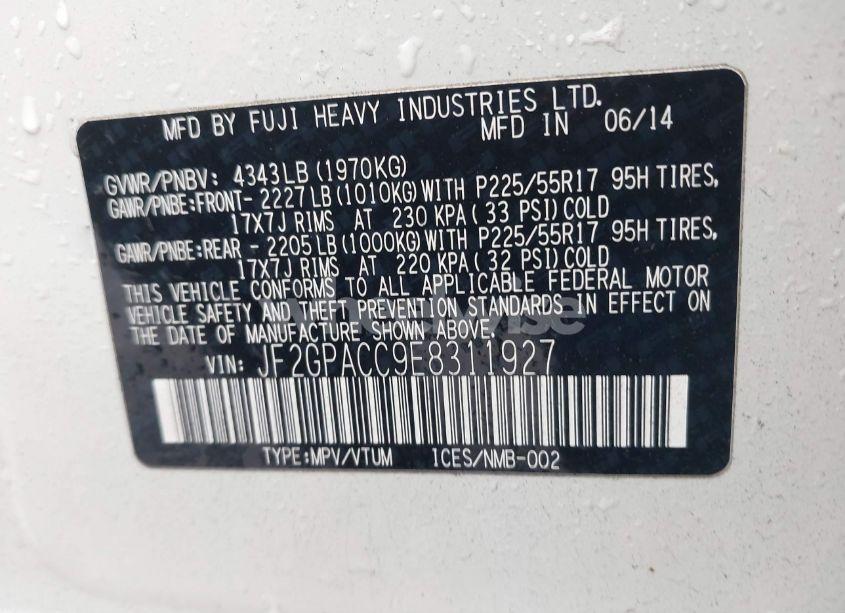 MFD BY FUJI HEAVY INDUSTRIES LTD.
MFD IN 06/14
GVWR/PNBV: 4343LB (1970KG)
GAWR/PNBE:FRONT- 2227LB(1010KG)WITH P225/55R17 95H TIRES,
17X7J RIMS AT 230 KPA( 33 PSI)COLD
GAWR/PNBE:REAR - 2205LB(1000KG)WITH P225/55R17 95H TIRES,
17X7J RIMS AT 220 KPA( 32 PSI)COLD
THIS VEHICLE CONFORMS TO ALL APPLICABLE FEDERAL MOTOR
VEHICLE SAFETY AND THEFT PREVENTION STANDARDS IN EFFECT ON
THE DATE OF MANUFACTURE SHOWN ABOVE.
VIN: JF2GPACC9E8311927
TYPE:MPV/VTUM ICES/NMB-002